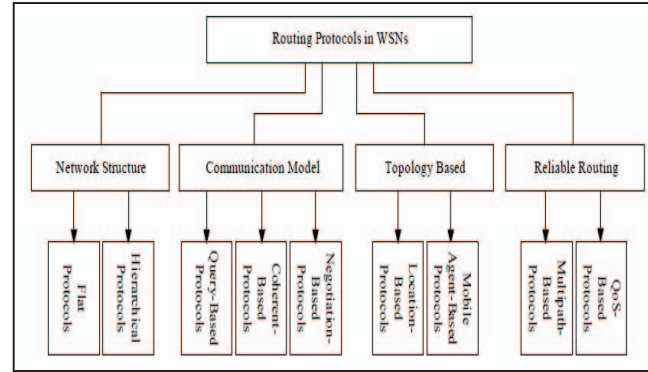 Routing Protocols in WSNs
Network Structure
Communication Model
Topology Based
Reliable Routing
Flat
Protocols
Hierarchical
Protocols
Query-Based
Protocols
Coherent-
Based
Protocols
Negotiation-
Based
Protocols
Location-
Based
Protocols
Mobile
Agent-Based
Protocols
Multipath-
Based
Protocols
QoS-
Based
Protocols